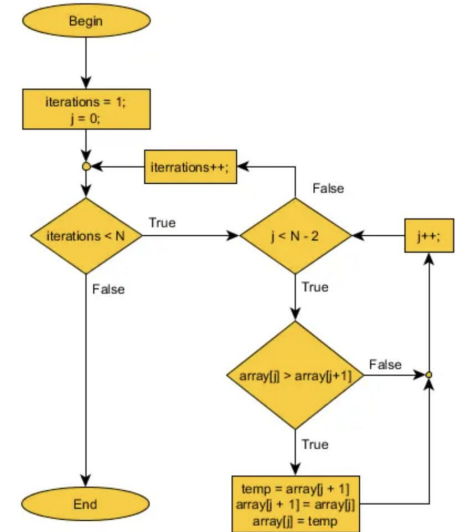 Begin
iterations = 1;
j = 0;
iterrations++;
False
iterations < N
True
j < N - 2
j++;
False
True
array[j] > array[j+1]
False
True
temp = array[j + 1]
array[j + 1] = array[j]
array[j] = temp
End